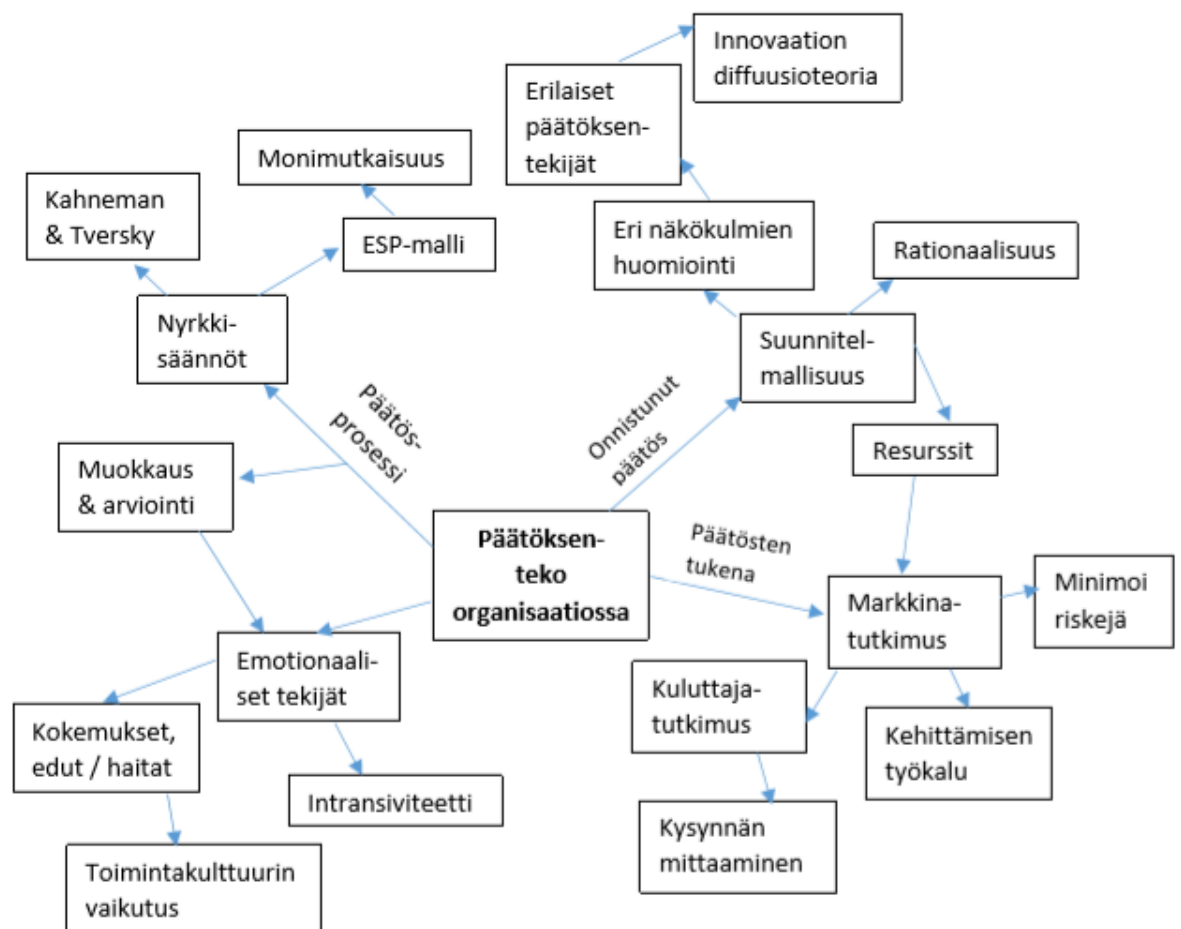 Innovaation
diffuusioteoria
Erilaiset
päätöksen-
tekijät
Monimutkaisuus
Kahneman
& Tversky
ESP-malli
Eri näkökulmien
huomiointi
Rationaalisuus
Nyrkki-
säännöt
Suunnitel-
mallisuus
Päätös-
prosessi
Onnistunut
päätös
Resurssit
Muokkaus
& arviointi
Päätöksen-
teko
organisaatiossa
Päätösten
tukena
Markkina-
tutkimus
Minimoi
riskejä
Emotionaali-
set tekijät
Kuluttaja-
tutkimus
Kehittämisen
työkalu
Kokemukset,
edut / haitat
Intransiviteetti
Kysynnän
mittaaminen
Toimintakulttuurin
vaikutus